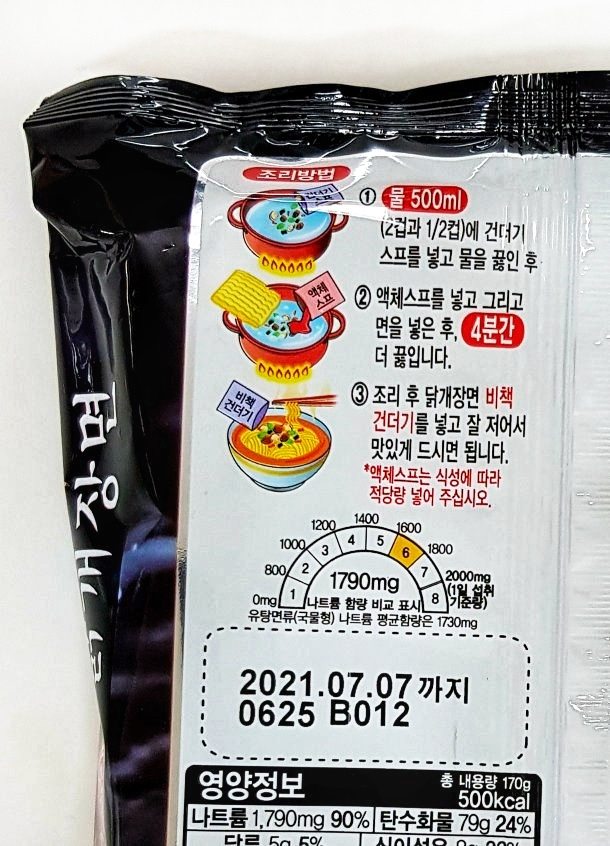 조리방법
건더기
스프
① 물 500ml
(2컵과 1/2컵)에 건더기
스프를 넣고 물을 끓인 후
액체
스프
② 액체스프를 넣고 그리고
면을 넣은 후, 4분간
더 끓입니다.
비책
건더기
③ 조리 후 닭개장면 비책
건더기를 넣고 잘 저어서
맛있게 드시면 됩니다.
*액체스프는 식성에 따라
적당량 넣어 주십시오.
닭개장면
0mg 800 1000 1200 1400 1600 1800 2000mg
(1일 섭취
기준량)
1 2 3 4 5 6 7 8
1790mg
나트륨 함량 비교 표시
유탕면류(국물형) 나트륨 평균함량은 1730mg
2021.07.07까지
0625 B012
영양정보
총 내용량 170g
500kcal
나트륨 1,790mg 90% 탄수화물 79g 24%
당류 5g 5%